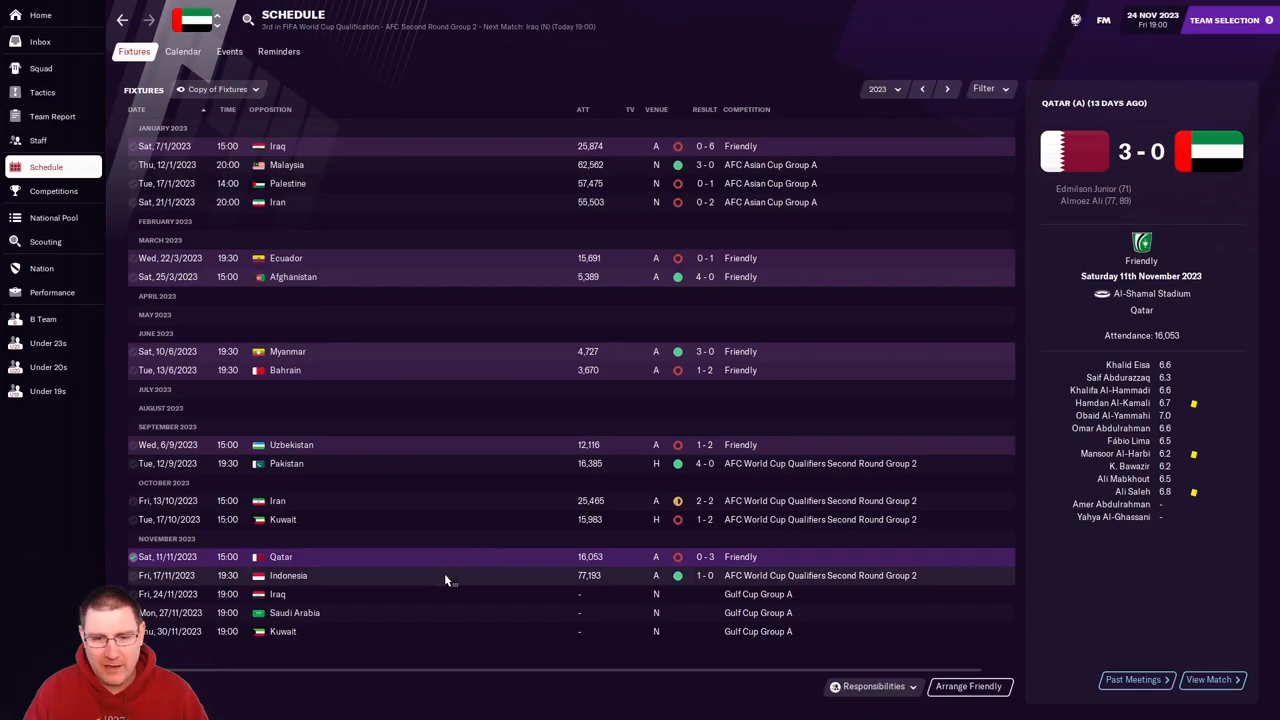 Home
Inbox
Squad
Tactics
Team Report
Staff
Schedule
Competitions
National Pool
Scouting
Nation
Performance
B Team
Under 23s
Under 20s
Under 19s
SCHEDULE
3rd in FIFA World Cup Qualification - AFC Second Round Group 2 - Next Match: Iraq (N) (Today 19:00)
FM
24 NOV 2023
Fri 19:00
TEAM SELECTION
Fixtures Calendar Events Reminders
FIXTURES Copy of Fixtures 2023 Filter
DATE TIME OPPOSITION ATT TV VENUE RESULT COMPETITION
JANUARY 2023
Sat, 7/1/2023 15:00 Iraq 25,874 A 0 - 6 Friendly
Thu, 12/1/2023 20:00 Malaysia 62,562 N 3 - 0 AFC Asian Cup Group A
Tue, 17/1/2023 14:00 Palestine 57,475 N 0 - 1 AFC Asian Cup Group A
Sat, 21/1/2023 20:00 Iran 55,503 N 0 - 2 AFC Asian Cup Group A
FEBRUARY 2023
MARCH 2023
Wed, 22/3/2023 19:30 Ecuador 15,691 A 0 - 1 Friendly
Sat, 25/3/2023 15:00 Afghanistan 5,389 A 4 - 0 Friendly
APRIL 2023
MAY 2023
JUNE 2023
Sat, 10/6/2023 19:30 Myanmar 4,727 A 3 - 0 Friendly
Tue, 13/6/2023 19:30 Bahrain 3,670 A 1 - 2 Friendly
JULY 2023
AUGUST 2023
SEPTEMBER 2023
Wed, 6/9/2023 15:00 Uzbekistan 12,116 A 1 - 2 Friendly
Tue, 12/9/2023 19:30 Pakistan 16,385 H 4 - 0 AFC World Cup Qualifiers Second Round Group 2
OCTOBER 2023
Fri, 13/10/2023 15:00 Iran 25,465 A 2 - 2 AFC World Cup Qualifiers Second Round Group 2
Tue, 17/10/2023 15:00 Kuwait 15,983 H 1 - 2 AFC World Cup Qualifiers Second Round Group 2
NOVEMBER 2023
Sat, 11/11/2023 15:00 Qatar 16,053 A 0 - 3 Friendly
Fri, 17/11/2023 19:30 Indonesia 77,193 A 1 - 0 AFC World Cup Qualifiers Second Round Group 2
Fri, 24/11/2023 19:00 Iraq - N Gulf Cup Group A
Mon, 27/11/2023 19:00 Saudi Arabia - N Gulf Cup Group A
30/11/2023 19:00 Kuwait - N Gulf Cup Group A
Responsibilities Arrange Friendly
QATAR (A) (13 DAYS AGO)
3 - 0
Edmilson Junior (71)
Almoez Ali (77, 89)
Friendly
Saturday 11th November 2023
Al-Shamal Stadium
Qatar
Attendance: 16,053
Khalid Eisa 6.6
Saif Abdurazzaq 6.3
Khalifa Al-Hammadi 6.6
Hamdan Al-Kamali 6.7
Obaid Al-Yammahi 7.0
Omar Abdulrahman 6.6
Fábio Lima 6.5
Mansoor Al-Harbi 6.2
K. Bawazir 6.2
Ali Mabkhout 6.5
Ali Saleh 6.8
Amer Abdulrahman -
Yahya Al-Ghassani -
Past Meetings View Match